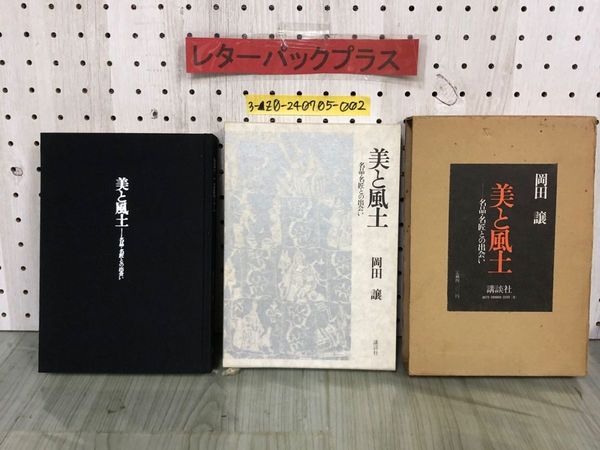 レターパックプラス
3-■Z0-240705-002
美と風土
名品・名匠との出会い
美と風土
名品・名匠との出会い
岡田 譲
講談社
岡田 譲
美と風土
名品・名匠との出会い
講談社